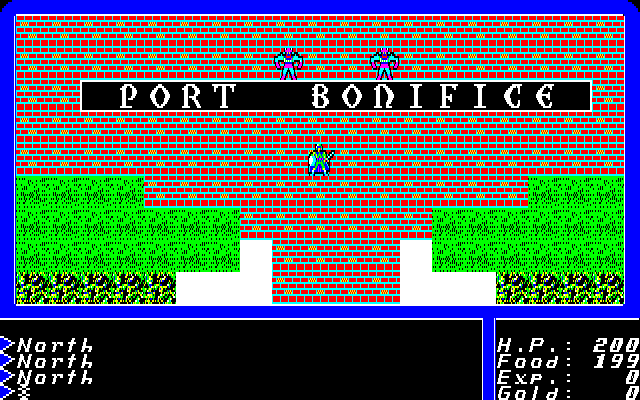 PORT BONIFICE
North
North
North
H.P.: 200
Food: 199
Exp.: 0
Gold: 0